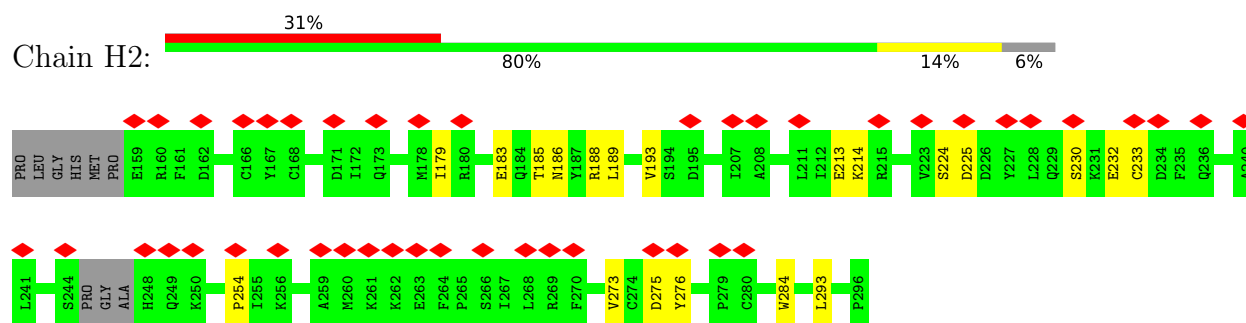 31%
Chain H2:
80% 14% 6%
PRO LEU GLY HIS MET PRO E159 R160 F161 D162 C166 Y167 C168 D171 I172 Q173 M178 I179 R180 E183 Q184 T185 N186 Y187 R188 L189 V193 S194 D195 I207 A208 L211 I212 E213 K214 R215 V223 S224 D225 D226 Y227 L228 Q229 S230 K231 E232 C233 D234 F235 Q236 A240
L241 S244 PRO GLY ALA H248 Q249 K250 P254 I255 K256 A259 M260 K261 K262 E263 F264 P265 S266 I267 L268 R269 F270 V273 C274 D275 Y276 P279 C280 W284 L293 P296